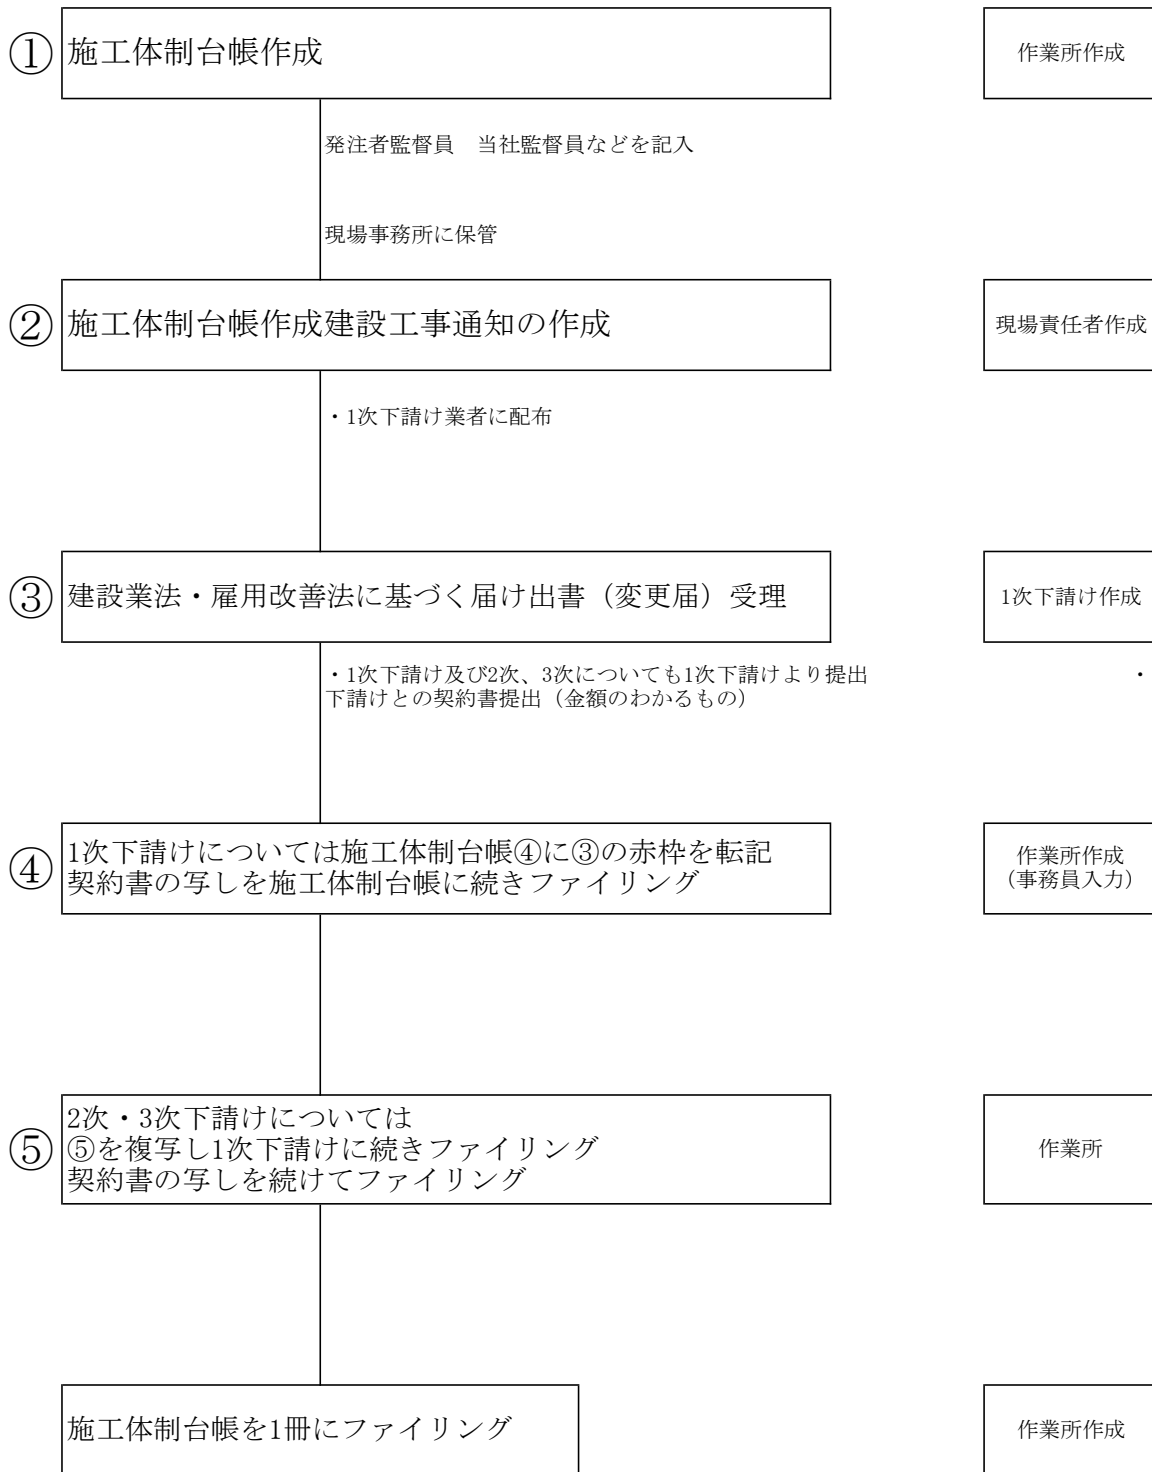 ① 施工体制台帳作成 作業所作成
発注者監督員　当社監督員などを記入
現場事務所に保管
② 施工体制台帳作成建設工事通知の作成 現場責任者作成
・1次下請け業者に配布
③ 建設業法・雇用改善法に基づく届け出書（変更届）受理 1次下請け作成
・1次下請け及び2次、3次についても1次下請けより提出 ・
下請けとの契約書提出（金額のわかるもの）
④ 1次下請けについては施工体制台帳④に③の赤枠を転記
契約書の写しを施工体制台帳に続きファイリング
作業所作成
（事務員入力）
⑤ 2次・3次下請けについては
⑤を複写し1次下請けに続きファイリング
契約書の写しを続けてファイリング
作業所
施工体制台帳を1冊にファイリング 作業所作成